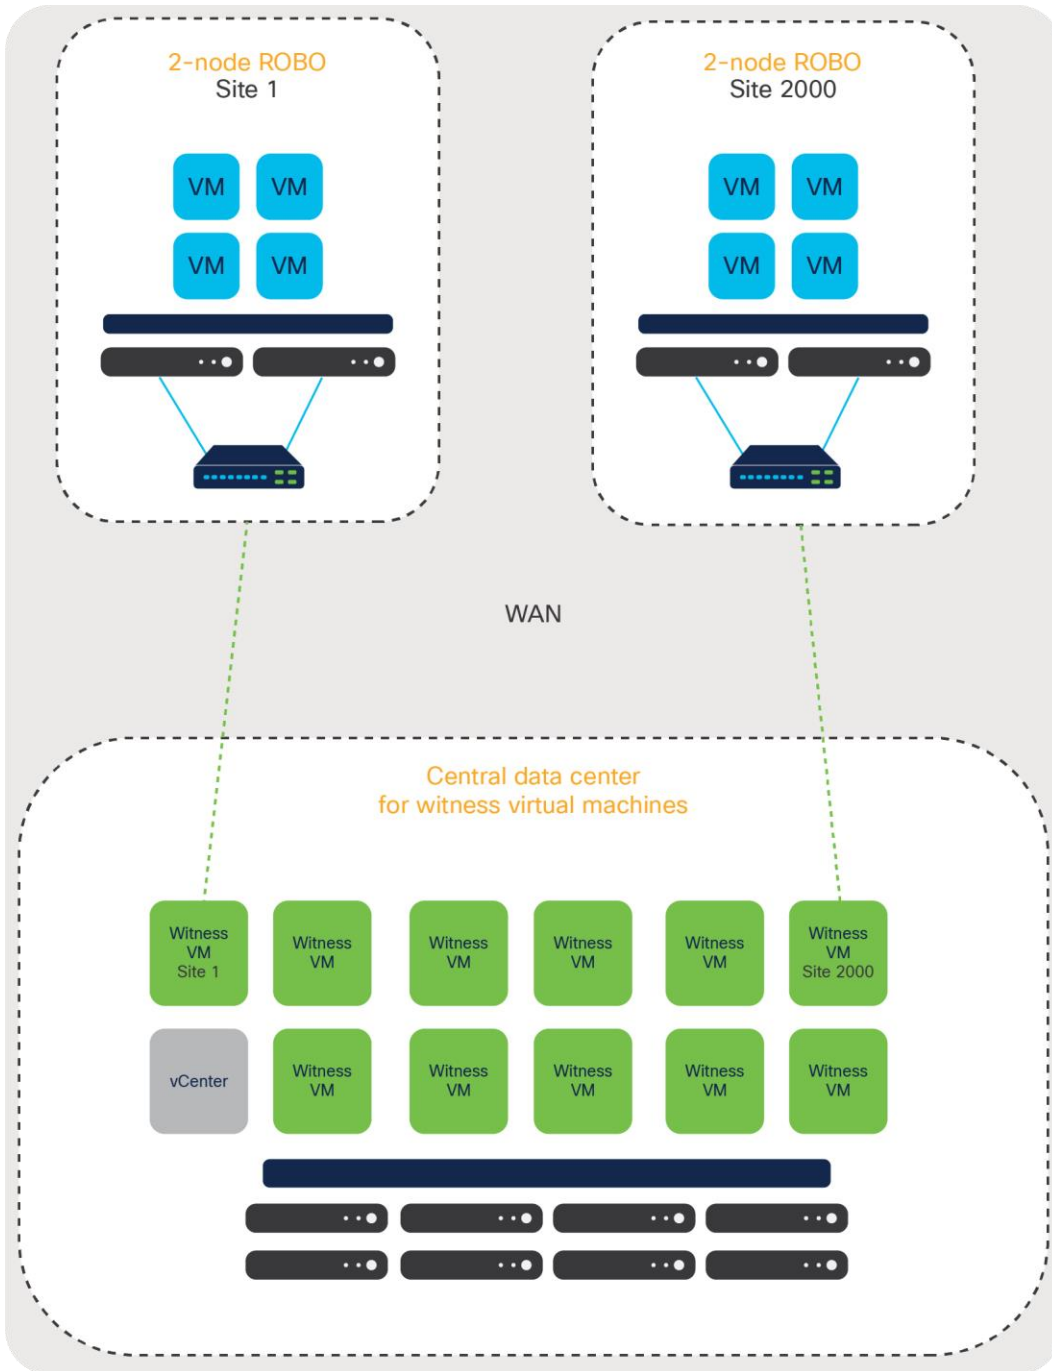 2-node ROBO
Site 1
VM VM
VM VM
2-node ROBO
Site 2000
VM VM
VM VM
WAN
Central data center
for witness virtual machines
Witness
VM
Site 1
Witness
VM
Witness
VM
Witness
VM
Witness
VM
Witness
VM
Site 2000
vCenter
Witness
VM
Witness
VM
Witness
VM
Witness
VM
Witness
VM